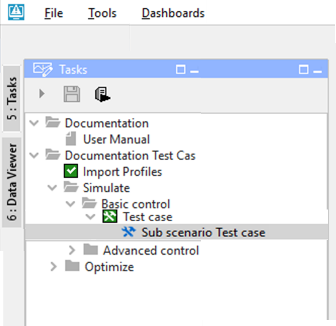 File Tools Dashboards
Tasks
5 : Tasks
6 : Data Viewer
Documentation
User Manual
Documentation Test Cas
Import Profiles
Simulate
Basic control
Test case
Sub scenario Test case
Advanced control
Optimize